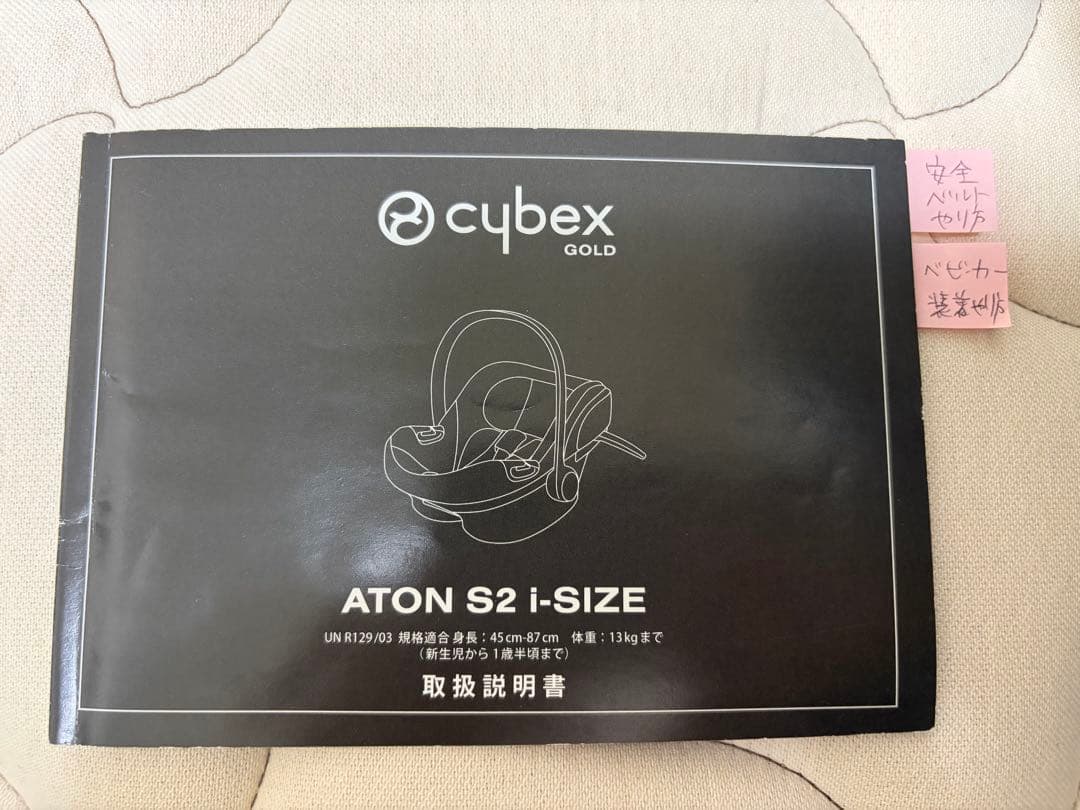 cybex
GOLD
ATON S2 i-SIZE
UN R129/03 規格適合 身長：45cm-87cm 体重：13kgまで
（新生児から1歳半頃まで）
取扱説明書
安全
ベルト
やり方
ベビーカー
装着やり方